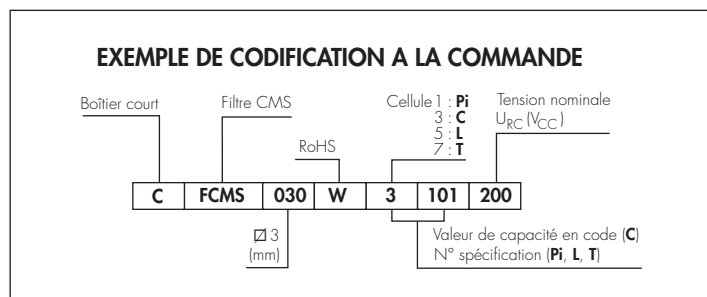 EXEMPLE DE CODIFICATION A LA COMMANDE
Boîtier court
Filtre CMS
RoHS
Cellule 1 : Pi
3 : C
5 : L
7 : T
Tension nominale
URC (VCC)
C FCMS 030 W 3 101 200
3
(mm)
Valeur de capacité en code (C)
N° spécification (Pi, L, T)